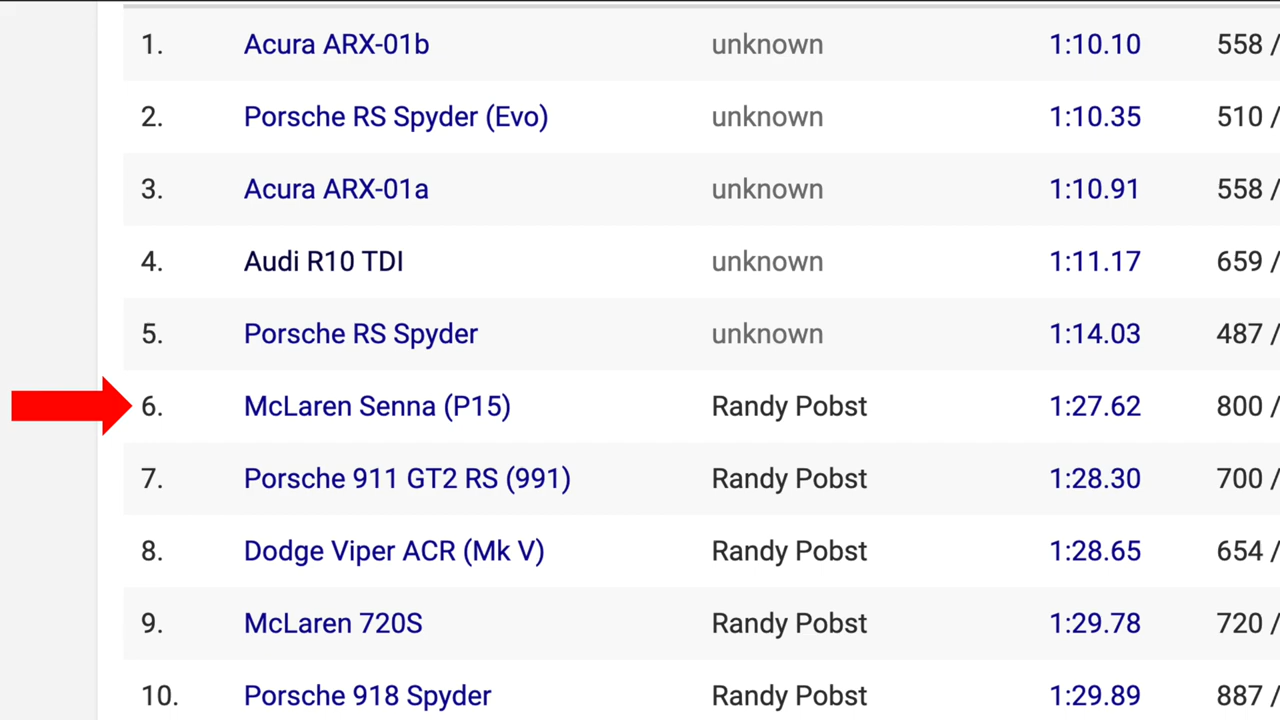 1. Acura ARX-01b unknown 1:10.10 558 /
2. Porsche RS Spyder (Evo) unknown 1:10.35 510 /
3. Acura ARX-01a unknown 1:10.91 558 /
4. Audi R10 TDI unknown 1:11.17 659 /
5. Porsche RS Spyder unknown 1:14.03 487 /
6. McLaren Senna (P15) Randy Pobst 1:27.62 800 /
7. Porsche 911 GT2 RS (991) Randy Pobst 1:28.30 700 /
8. Dodge Viper ACR (Mk V) Randy Pobst 1:28.65 654 /
9. McLaren 720S Randy Pobst 1:29.78 720 /
10. Porsche 918 Spyder Randy Pobst 1:29.89 887 /